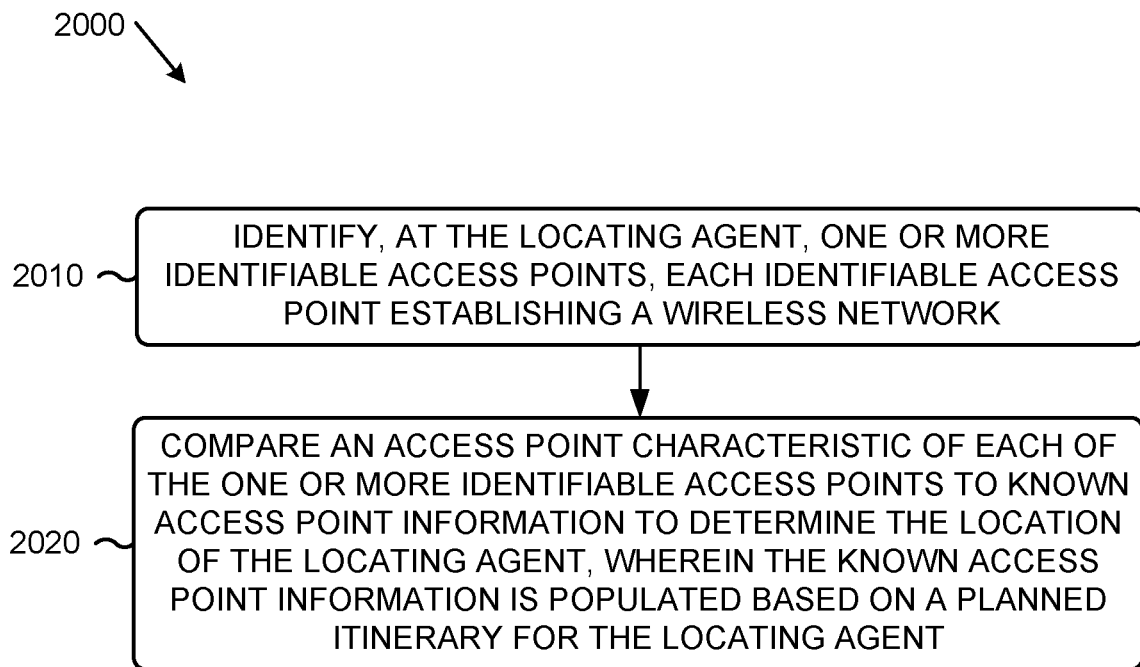 2000
IDENTIFY, AT THE LOCATING AGENT, ONE OR MORE
IDENTIFIABLE ACCESS POINTS, EACH IDENTIFIABLE ACCESS
POINT ESTABLISHING A WIRELESS NETWORK
2010
COMPARE AN ACCESS POINT CHARACTERISTIC OF EACH OF
THE ONE OR MORE IDENTIFIABLE ACCESS POINTS TO KNOWN
ACCESS POINT INFORMATION TO DETERMINE THE LOCATION
OF THE LOCATING AGENT, WHEREIN THE KNOWN ACCESS
POINT INFORMATION IS POPULATED BASED ON A PLANNED
ITINERARY FOR THE LOCATING AGENT
2020